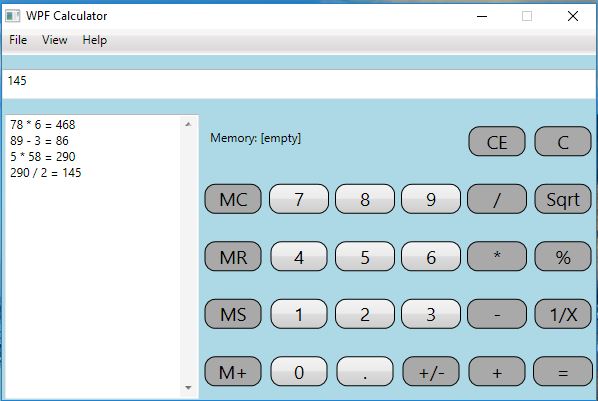 WPF Calculator
File View Help
145
78 * 6 = 468
89 - 3 = 86
5 * 58 = 290
290 / 2 = 145
Memory: [empty]
CE C
MC 7 8 9 / Sqrt
MR 4 5 6 * %
MS 1 2 3 - 1/X
M+ 0 . +/- + =